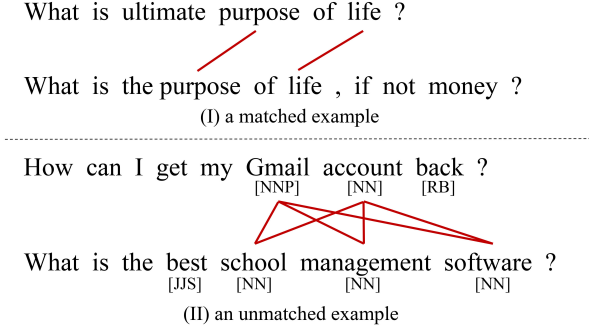 What is ultimate purpose of life ?
What is the purpose of life , if not money ?
(I) a matched example
How can I get my Gmail account back ?
[NNP] [NN] [RB]
What is the best school management software ?
[JJS] [NN] [NN] [NN]
(II) an unmatched example